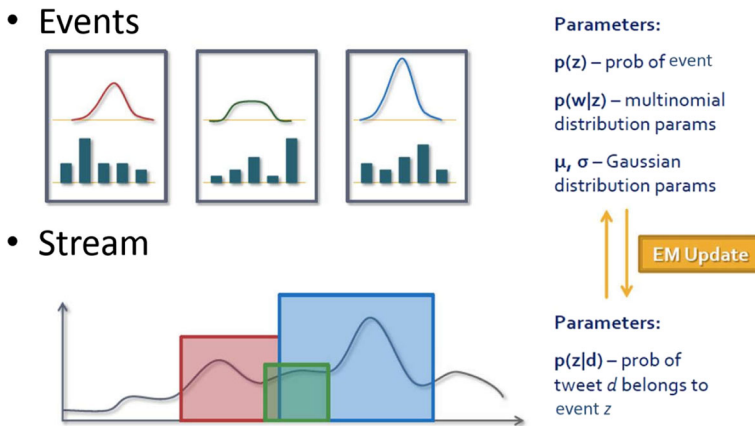 • Events
• Stream
Parameters:
p(z) – prob of event
p(w|z) – multinomial
distribution params
μ, σ – Gaussian
distribution params
EM Update
Parameters:
p(z|d) – prob of
tweet d belongs to
event z